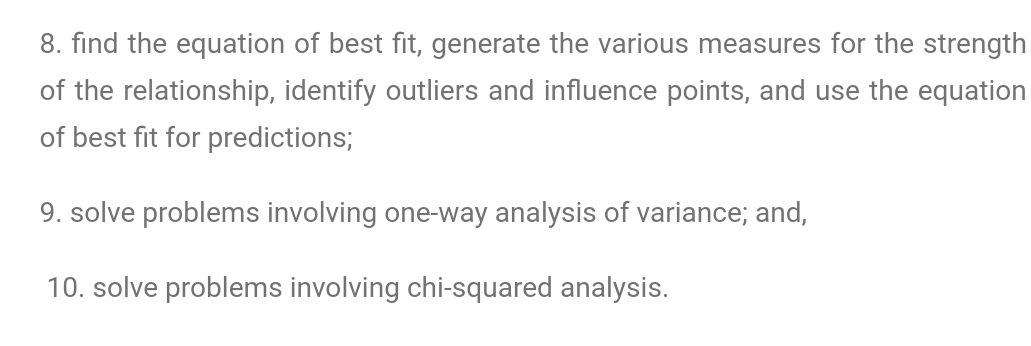 8. find the equation of best fit, generate the various measures for the strength
of the relationship, identify outliers and influence points, and use the equation
of best fit for predictions;
9. solve problems involving one-way analysis of variance; and,
10. solve problems involving chi-squared analysis.